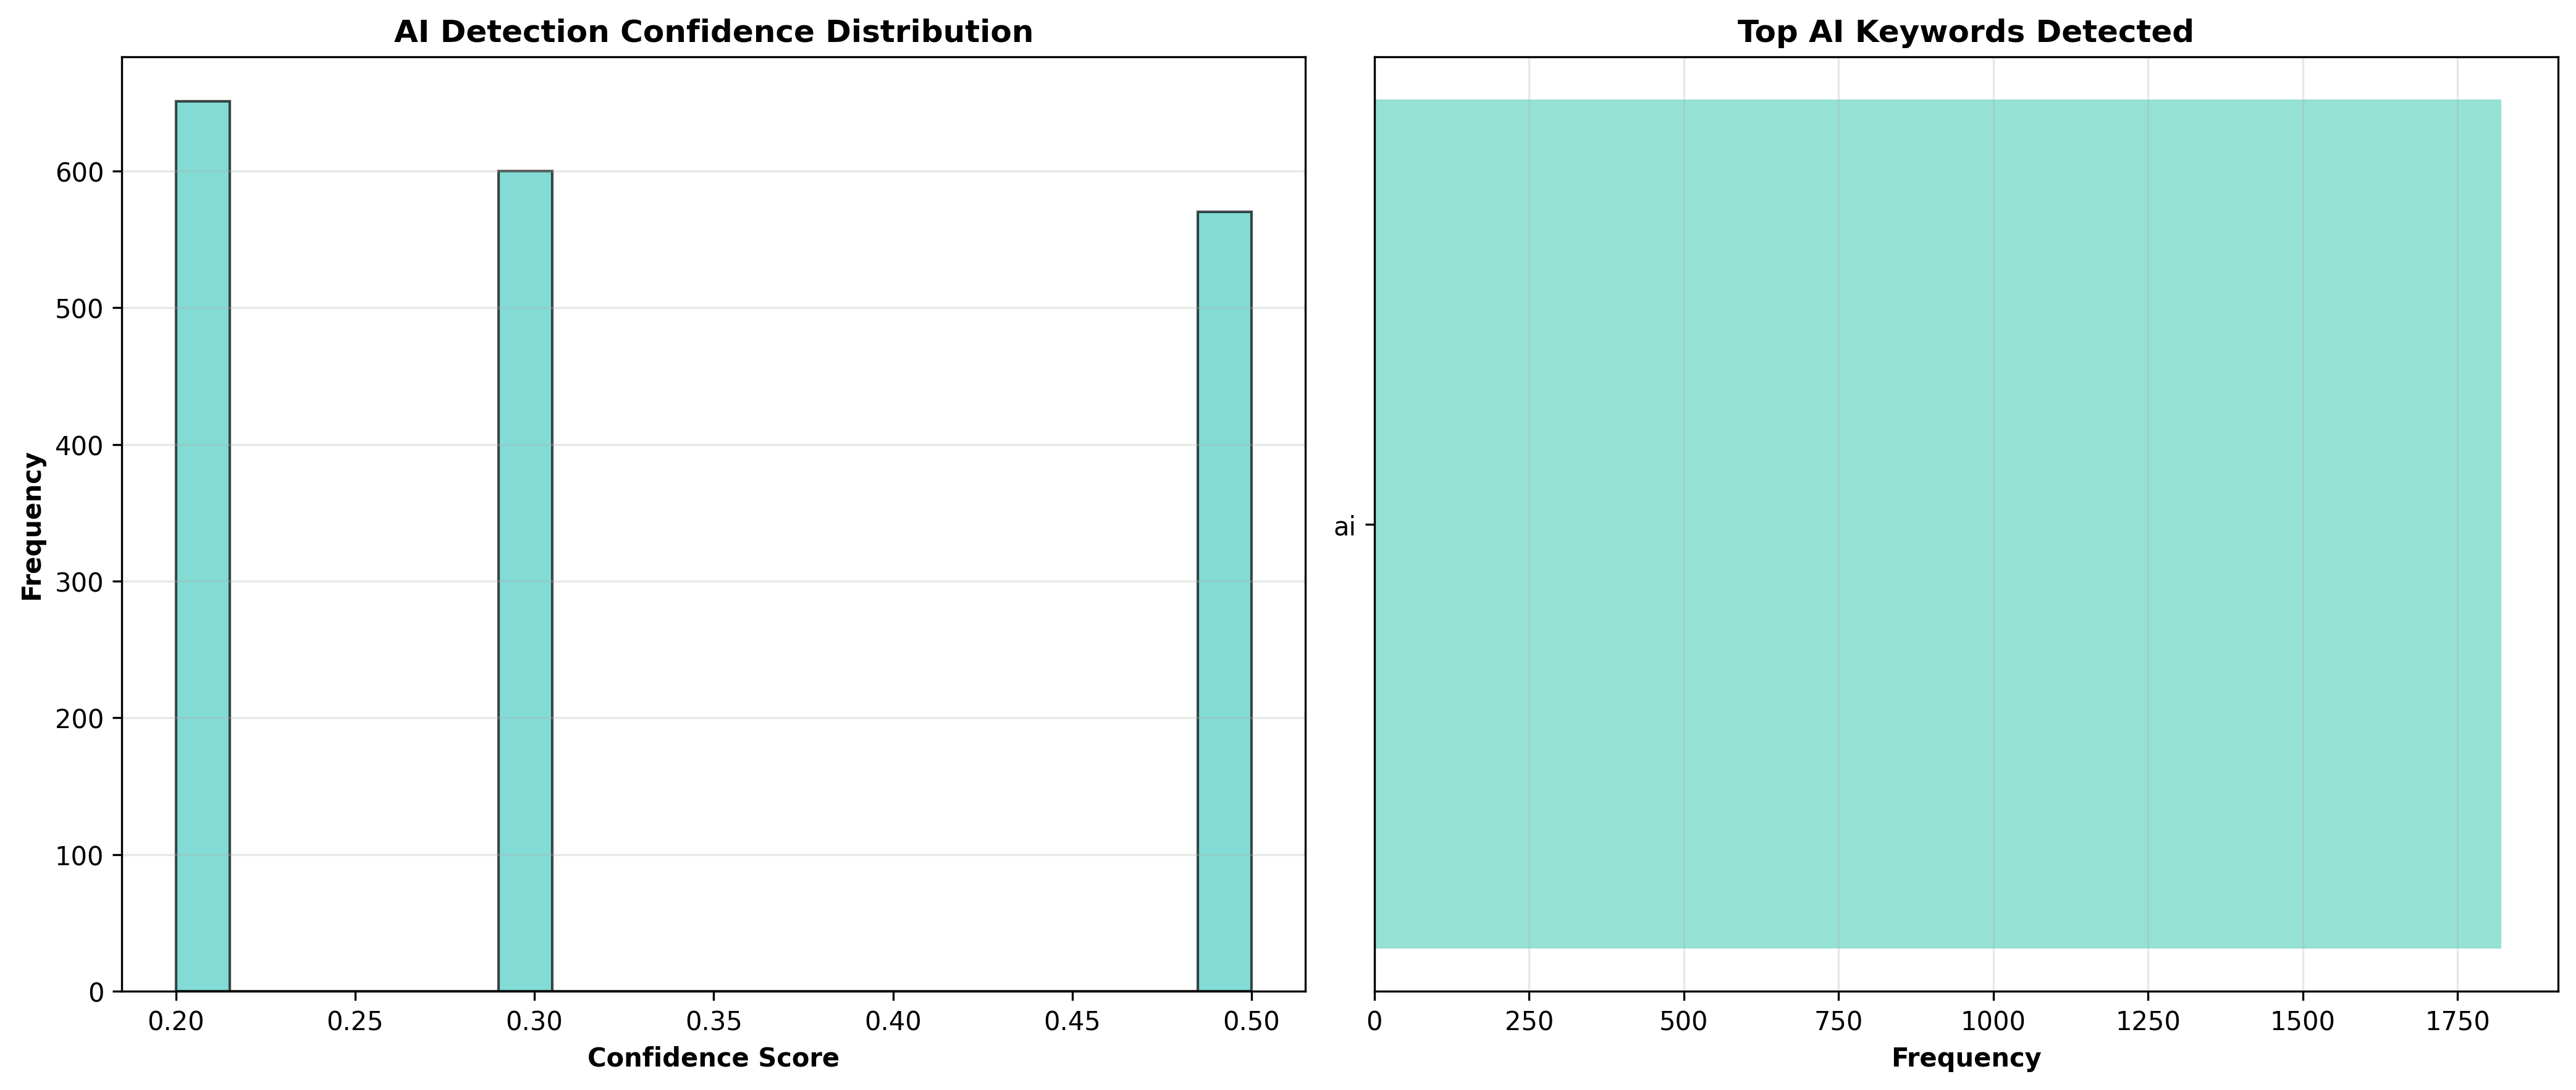 AI Detection Confidence Distribution
600
500
400
300
200
100
0
Frequency
0.20 0.25 0.30 0.35 0.40 0.45 0.50
Confidence Score
Top AI Keywords Detected
ai
0 250 500 750 1000 1250 1500 1750
Frequency